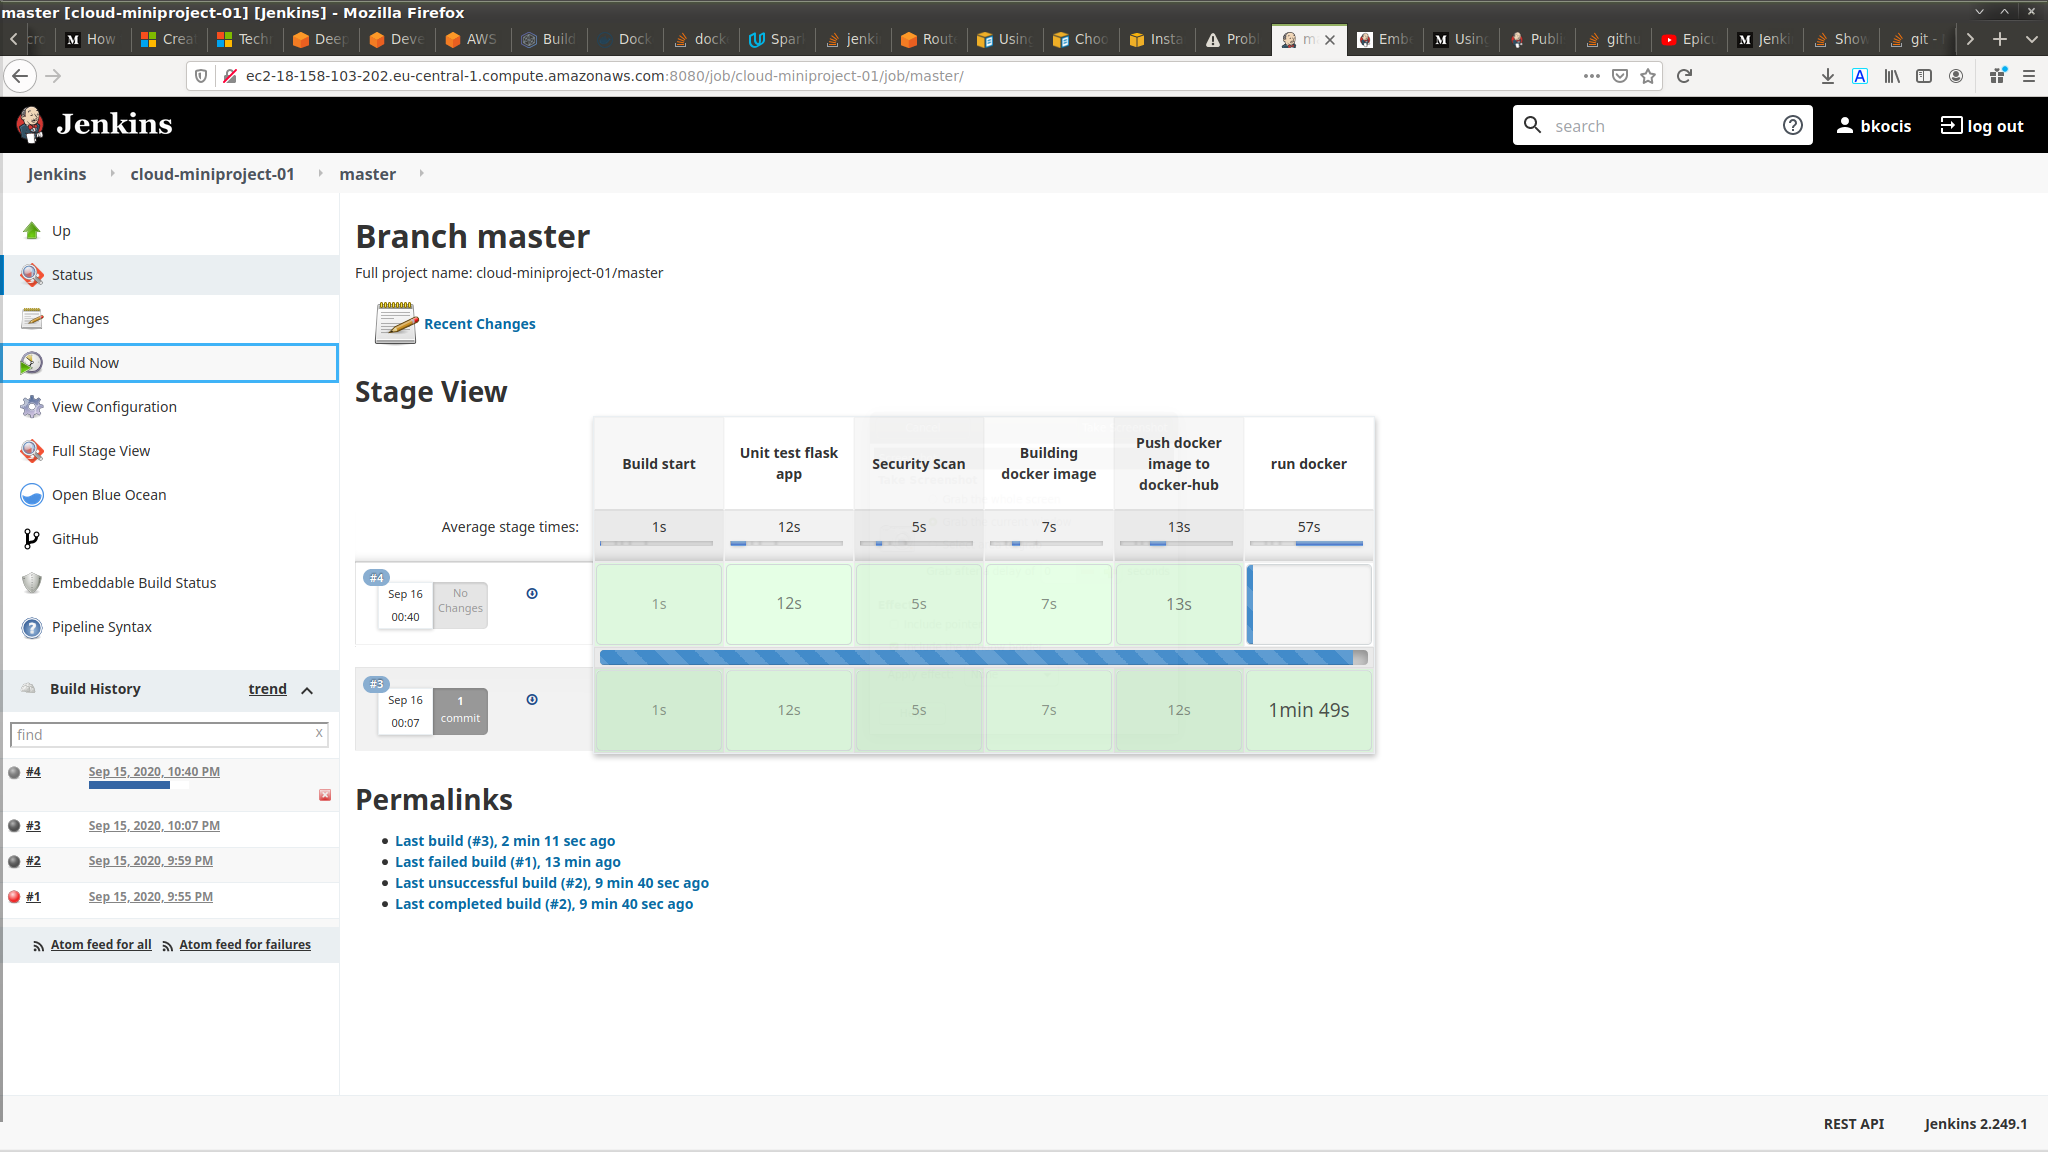 master [cloud-miniproject-01] [Jenkins] - Mozilla Firefox
How
Crea
Tech
Deep
Deve
AWS
Build
Dock
dock
Spar
jenki
Rout
Using
Choo
Insta
Probl
m
Embe
Using
Publi
githu
Epicu
Jenki
Show
git -
ec2-18-158-103-202.eu-central-1.compute.amazonaws.com:8080/job/cloud-miniproject-01/job/master/
Jenkins
search
bkocis
log out
Jenkins
cloud-miniproject-01
master
Up
Status
Changes
Build Now
View Configuration
Full Stage View
Open Blue Ocean
GitHub
Embeddable Build Status
Pipeline Syntax
Build History
trend
find
X
#4 Sep 15, 2020, 10:40 PM
#3 Sep 15, 2020, 10:07 PM
#2 Sep 15, 2020, 9:59 PM
#1 Sep 15, 2020, 9:55 PM
Atom feed for all
Atom feed for failures
Branch master
Full project name: cloud-miniproject-01/master
Recent Changes
Stage View
Build start
Unit test flask
app
Security Scan
Building
docker image
Push docker
image to
docker-hub
run docker
Average stage times:
1s
12s
5s
7s
13s
57s
#4
Sep 16
00:40
No
Changes
1s
12s
5s
7s
13s
#3
Sep 16
00:07
1
commit
1s
12s
5s
7s
12s
1min 49s
Permalinks
Last build (#3), 2 min 11 sec ago
Last failed build (#1), 13 min ago
Last unsuccessful build (#2), 9 min 40 sec ago
Last completed build (#2), 9 min 40 sec ago
REST API
Jenkins 2.249.1